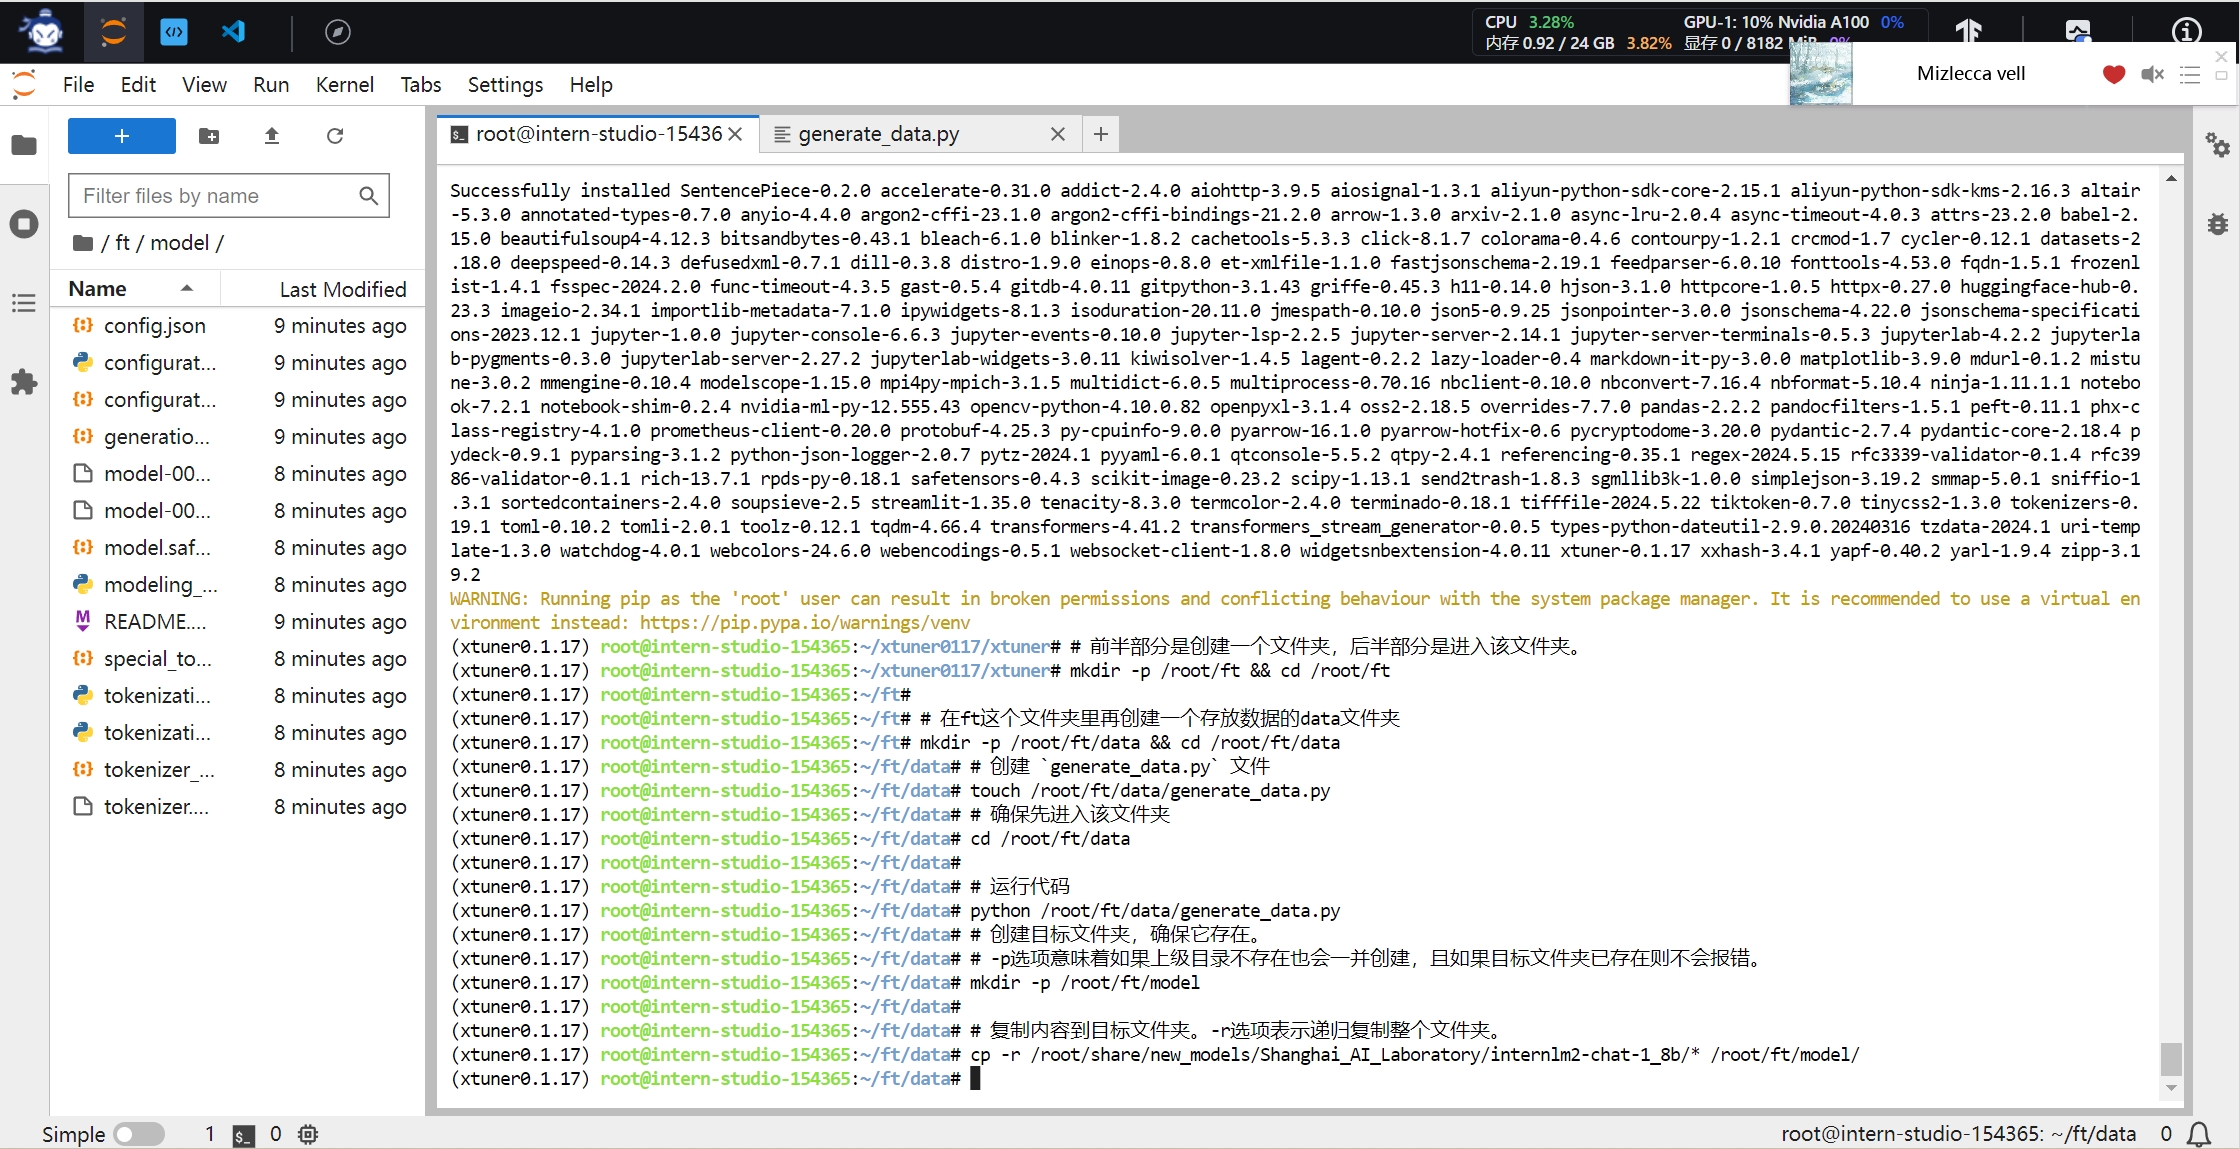 CPU 3.28%
GPU-1: 10% Nvidia A100 0%
内存 0.92 / 24 GB 3.82%
显存 0 / 8182 MiB 0%
Mizlecca vell
File Edit View Run Kernel Tabs Settings Help
root@intern-studio-15436
generate_data.py
Filter files by name
/ ft / model /
Name Last Modified
config.json 9 minutes ago
configurat... 9 minutes ago
configurat... 9 minutes ago
generatio... 9 minutes ago
model-00... 8 minutes ago
model-00... 8 minutes ago
model.saf... 8 minutes ago
modeling_... 8 minutes ago
README.... 9 minutes ago
special_to... 8 minutes ago
tokenizati... 8 minutes ago
tokenizati... 8 minutes ago
tokenizer_... 8 minutes ago
tokenizer.... 8 minutes ago
Successfully installed SentencePiece-0.2.0 accelerate-0.31.0 addict-2.4.0 aiohttp-3.9.5 aiosignal-1.3.1 aliyun-python-sdk-core-2.15.1 aliyun-python-sdk-kms-2.16.3 altair
-5.3.0 annotated-types-0.7.0 anyio-4.4.0 argon2-cffi-23.1.0 argon2-cffi-bindings-21.2.0 arrow-1.3.0 arxiv-2.1.0 async-lru-2.0.4 async-timeout-4.0.3 attrs-23.2.0 babel-2.
15.0 beautifulsoup4-4.12.3 bitsandbytes-0.43.1 bleach-6.1.0 blinker-1.8.2 cachetools-5.3.3 click-8.1.7 colorama-0.4.6 contourpy-1.2.1 crcmod-1.7 cycler-0.12.1 datasets-2
.18.0 deepspeed-0.14.3 defusedxml-0.7.1 dill-0.3.8 distro-1.9.0 einops-0.8.0 et-xmlfile-1.1.0 fastjsonschema-2.19.1 feedparser-6.0.10 fonttools-4.53.0 fqdn-1.5.1 frozenl
ist-1.4.1 fsspec-2024.2.0 func-timeout-4.3.5 gast-0.5.4 gitdb-4.0.11 gitpython-3.1.43 griffe-0.45.3 h11-0.14.0 hjson-3.1.0 httpcore-1.0.5 httpx-0.27.0 huggingface-hub-0.
23.3 imageio-2.34.1 importlib-metadata-7.1.0 ipywidgets-8.1.3 isoduration-20.11.0 jmespath-0.10.0 json5-0.9.25 jsonpointer-3.0.0 jsonschema-4.22.0 jsonschema-specificati
ons-2023.12.1 jupyter-1.0.0 jupyter-console-6.6.3 jupyter-events-0.10.0 jupyter-lsp-2.2.5 jupyter-server-2.14.1 jupyter-server-terminals-0.5.3 jupyterlab-4.2.2 jupyterla
b-pygments-0.3.0 jupyterlab-server-2.27.2 jupyterlab-widgets-3.0.11 kiwisolver-1.4.5 lagent-0.2.2 lazy-loader-0.4 markdown-it-py-3.0.0 matplotlib-3.9.0 mdurl-0.1.2 mistu
ne-3.0.2 mmengine-0.10.4 modelscope-1.15.0 mpi4py-mpich-3.1.5 multidict-6.0.5 multiprocess-0.70.16 nbclient-0.10.0 nbconvert-7.16.4 nbformat-5.10.4 ninja-1.11.1.1 notebo
ok-7.2.1 notebook-shim-0.2.4 nvidia-ml-py-12.555.43 opencv-python-4.10.0.82 openpyxl-3.1.4 oss2-2.18.5 overrides-7.7.0 pandas-2.2.2 pandocfilters-1.5.1 peft-0.11.1 phx-c
lass-registry-4.1.0 prometheus-client-0.20.0 protobuf-4.25.3 py-cpuinfo-9.0.0 pyarrow-16.1.0 pyarrow-hotfix-0.6 pycryptodome-3.20.0 pydantic-2.7.4 pydantic-core-2.18.4 p
ydeck-0.9.1 pyparsing-3.1.2 python-json-logger-2.0.7 pytz-2024.1 pyyaml-6.0.1 qtconsole-5.5.2 qtpy-2.4.1 referencing-0.35.1 regex-2024.5.15 rfc3339-validator-0.1.4 rfc39
86-validator-0.1.1 rich-13.7.1 rpds-py-0.18.1 safetensors-0.4.3 scikit-image-0.23.2 scipy-1.13.1 send2trash-1.8.3 sgmllib3k-1.0.0 simplejson-3.19.2 smmap-5.0.1 sniffio-1
.3.1 sortedcontainers-2.4.0 soupsieve-2.5 streamlit-1.35.0 tenacity-8.3.0 termcolor-2.4.0 terminado-0.18.1 tifffile-2024.5.22 tiktoken-0.7.0 tinycss2-1.3.0 tokenizers-0.
19.1 toml-0.10.2 tomli-2.0.1 toolz-0.12.1 tqdm-4.66.4 transformers-4.41.2 transformers_stream_generator-0.0.5 types-python-dateutil-2.9.0.20240316 tzdata-2024.1 uri-temp
late-1.3.0 watchdog-4.0.1 webcolors-24.6.0 webencodings-0.5.1 websocket-client-1.8.0 widgetsnbextension-4.0.11 xtuner-0.1.17 xxhash-3.4.1 yapf-0.40.2 yarl-1.9.4 zipp-3.1
9.2
WARNING: Running pip as the 'root' user can result in broken permissions and conflicting behaviour with the system package manager. It is recommended to use a virtual en
vironment instead: https://pip.pypa.io/warnings/venv
(xtuner0.1.17) root@intern-studio-154365:~/xtuner0117/xtuner# # 前半部分是创建一个文件夹，后半部分是进入该文件夹。
(xtuner0.1.17) root@intern-studio-154365:~/xtuner0117/xtuner# mkdir -p /root/ft && cd /root/ft
(xtuner0.1.17) root@intern-studio-154365:~/ft#
(xtuner0.1.17) root@intern-studio-154365:~/ft# # 在ft这个文件夹里再创建一个存放数据的data文件夹
(xtuner0.1.17) root@intern-studio-154365:~/ft# mkdir -p /root/ft/data && cd /root/ft/data
(xtuner0.1.17) root@intern-studio-154365:~/ft/data# # 创建 `generate_data.py` 文件
(xtuner0.1.17) root@intern-studio-154365:~/ft/data# touch /root/ft/data/generate_data.py
(xtuner0.1.17) root@intern-studio-154365:~/ft/data# # 确保先进入该文件夹
(xtuner0.1.17) root@intern-studio-154365:~/ft/data# cd /root/ft/data
(xtuner0.1.17) root@intern-studio-154365:~/ft/data#
(xtuner0.1.17) root@intern-studio-154365:~/ft/data# # 运行代码
(xtuner0.1.17) root@intern-studio-154365:~/ft/data# python /root/ft/data/generate_data.py
(xtuner0.1.17) root@intern-studio-154365:~/ft/data# # 创建目标文件夹，确保它存在。
(xtuner0.1.17) root@intern-studio-154365:~/ft/data# # -p选项意味着如果上级目录不存在也会一并创建，且如果目标文件夹已存在则不会报错。
(xtuner0.1.17) root@intern-studio-154365:~/ft/data# mkdir -p /root/ft/model
(xtuner0.1.17) root@intern-studio-154365:~/ft/data#
(xtuner0.1.17) root@intern-studio-154365:~/ft/data# # 复制内容到目标文件夹。-r选项表示递归复制整个文件夹。
(xtuner0.1.17) root@intern-studio-154365:~/ft/data# cp -r /root/share/new_models/Shanghai_AI_Laboratory/internlm2-chat-1_8b/* /root/ft/model/
(xtuner0.1.17) root@intern-studio-154365:~/ft/data#
Simple 1 0 root@intern-studio-154365: ~/ft/data 0